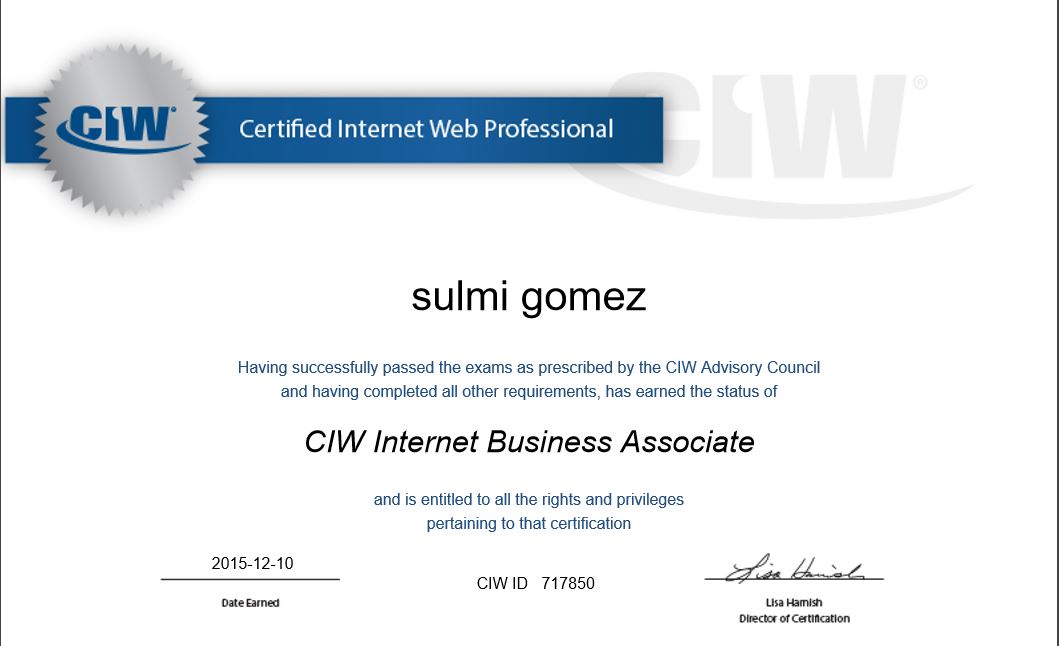 CIW®
CIW®
Certified Internet Web Professional
sulmi gomez
Having successfully passed the exams as prescribed by the CIW Advisory Council
and having completed all other requirements, has earned the status of
CIW Internet Business Associate
and is entitled to all the rights and privileges
pertaining to that certification
2015-12-10
Date Earned
CIW ID 717850
Lisa Hamish
Lisa Hamish
Director of Certification